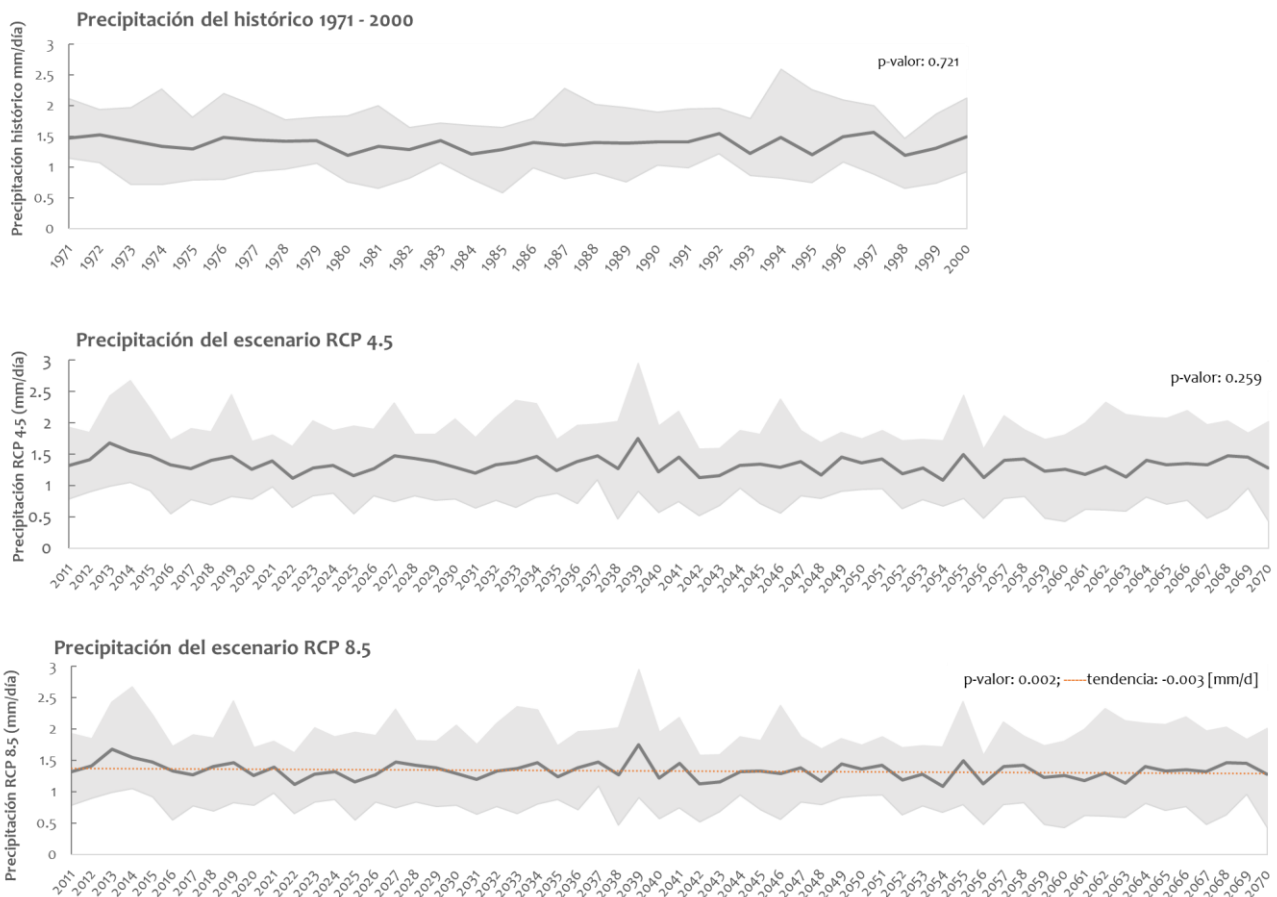 Precipitación del histórico 1971 - 2000
Precipitación histórico mm/día)
p-valor: 0.721
3
2.5
2
1.5
1
0.5
0
1971 1972 1973 1974 1975 1976 1977 1978 1979 1980 1981 1982 1983 1984 1985 1986 1987 1988 1989 1990 1991 1992 1993 1994 1995 1996 1997 1998 1999 2000
Precipitación del escenario RCP 4.5
Precipitación RCP 4.5 (mm/día)
p-valor: 0.259
3
2.5
2
1.5
1
0.5
0
2011 2012 2013 2014 2015 2016 2017 2018 2019 2020 2021 2022 2023 2024 2025 2026 2027 2028 2029 2030 2031 2032 2033 2034 2035 2036 2037 2038 2039 2040 2041 2042 2043 2044 2045 2046 2047 2048 2049 2050 2051 2052 2053 2054 2055 2056 2057 2058 2059 2060 2061 2062 2063 2064 2065 2066 2067 2068 2069 2070
Precipitación del escenario RCP 8.5
Precipitación RCP 8.5 (mm/día)
p-valor: 0.002; tendencia: -0.003 [mm/d]
3
2.5
2
1.5
1
0.5
0
2011 2012 2013 2014 2015 2016 2017 2018 2019 2020 2021 2022 2023 2024 2025 2026 2027 2028 2029 2030 2031 2032 2033 2034 2035 2036 2037 2038 2039 2040 2041 2042 2043 2044 2045 2046 2047 2048 2049 2050 2051 2052 2053 2054 2055 2056 2057 2058 2059 2060 2061 2062 2063 2064 2065 2066 2067 2068 2069 2070